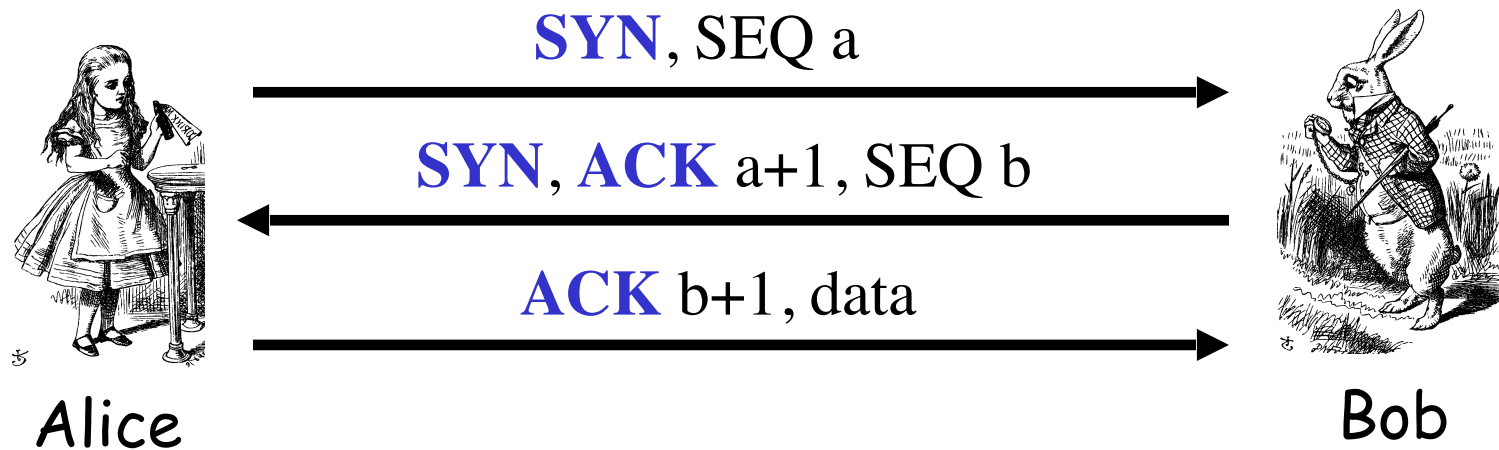 SYN, SEQ a
SYN, ACK a+1, SEQ b
ACK b+1, data
Alice
Bob